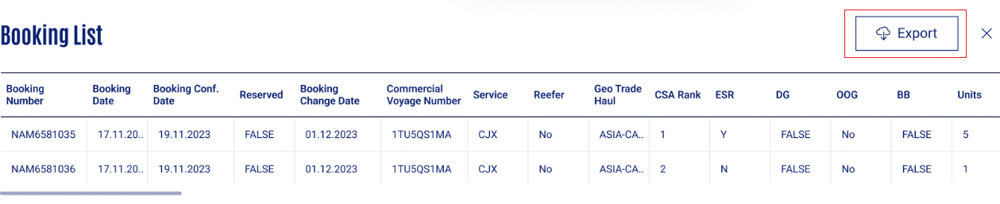 Booking List
Export
Booking Number
Booking Date
Booking Conf. Date
Reserved
Booking Change Date
Commercial Voyage Number
Service
Reefer
Geo Trade Haul
CSA Rank
ESR
DG
OOG
BB
Units
NAM6581035 17.11.20.. 19.11.2023 FALSE 01.12.2023 1TU5QS1MA CJX No ASIA-CA.. 1 Y FALSE No FALSE 5
NAM6581036 17.11.20.. 19.11.2023 FALSE 01.12.2023 1TU5QS1MA CJX No ASIA-CA.. 2 N FALSE No FALSE 1